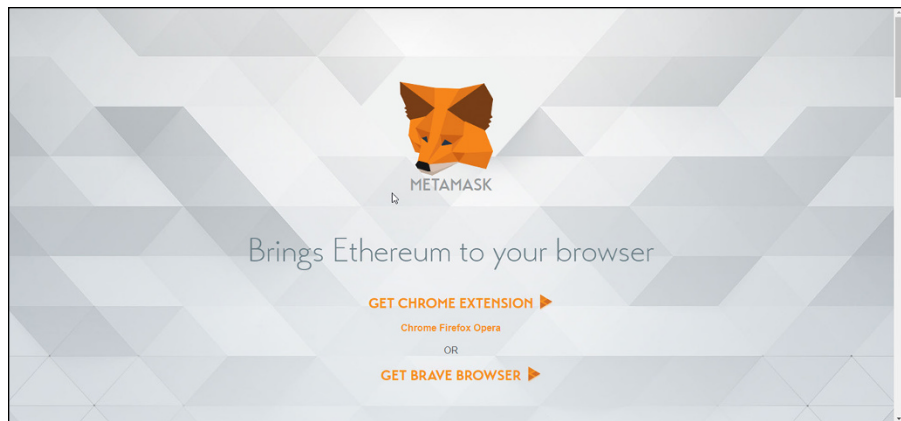 METAMASK
Brings Ethereum to your browser
GET CHROME EXTENSION
Chrome Firefox Opera
OR
GET BRAVE BROWSER